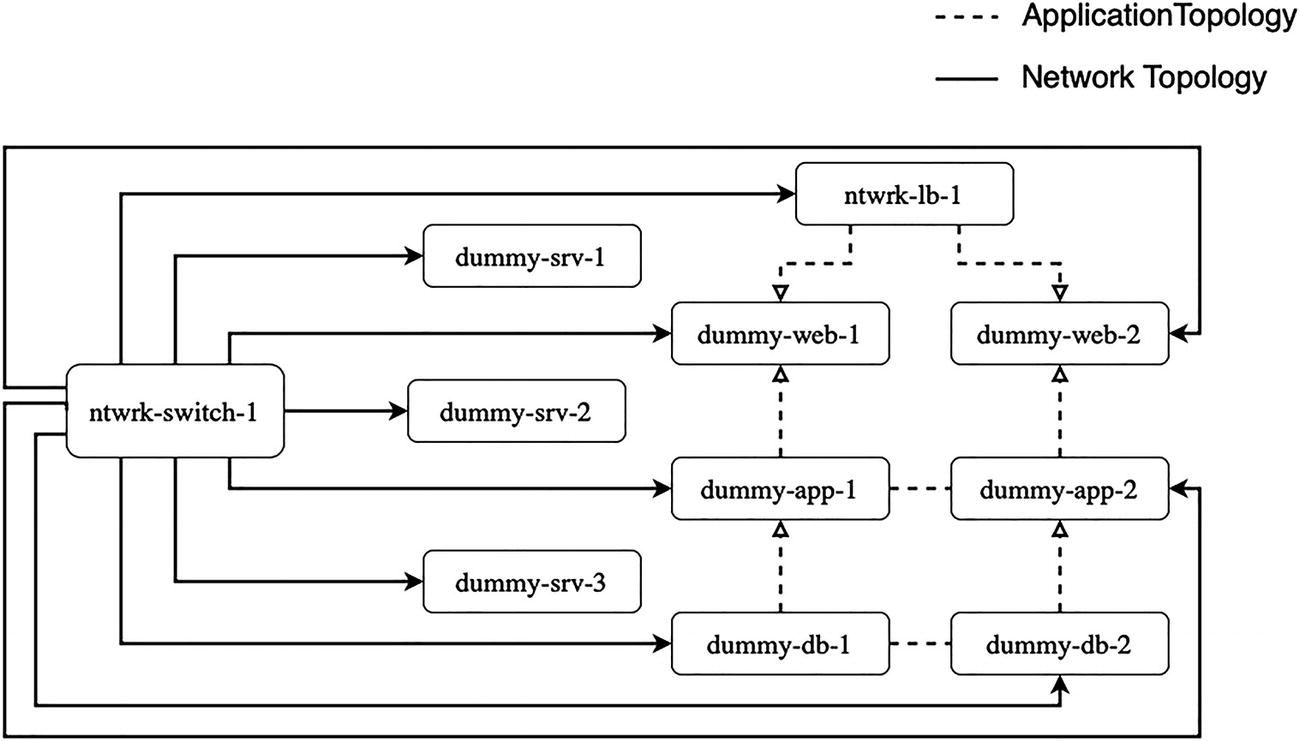 ApplicationTopology
Network Topology
ntwrk-lb-1
dummy-srv-1
dummy-web-1
dummy-web-2
ntwrk-switch-1
dummy-srv-2
dummy-app-1
dummy-app-2
dummy-srv-3
dummy-db-1
dummy-db-2